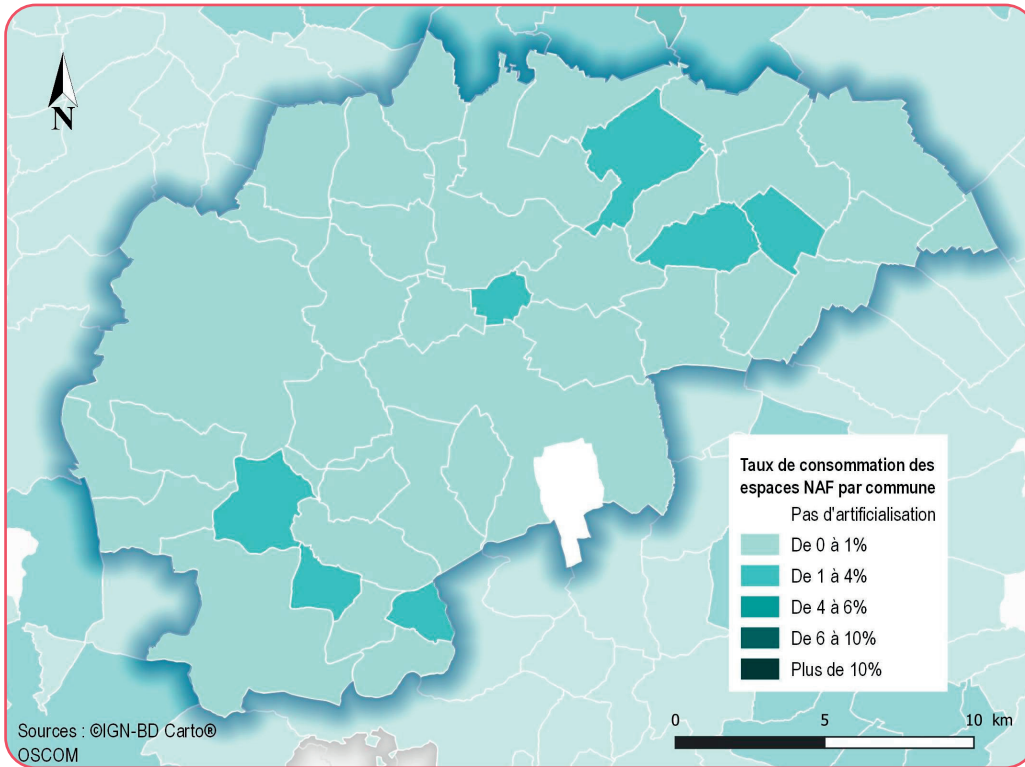 N
Taux de consommation des
espaces NAF par commune
Pas d'artificialisation
De 0 à 1%
De 1 à 4%
De 4 à 6%
De 6 à 10%
Plus de 10%
0 5 10 km
Sources : ©IGN-BD Carto®
OSCOM